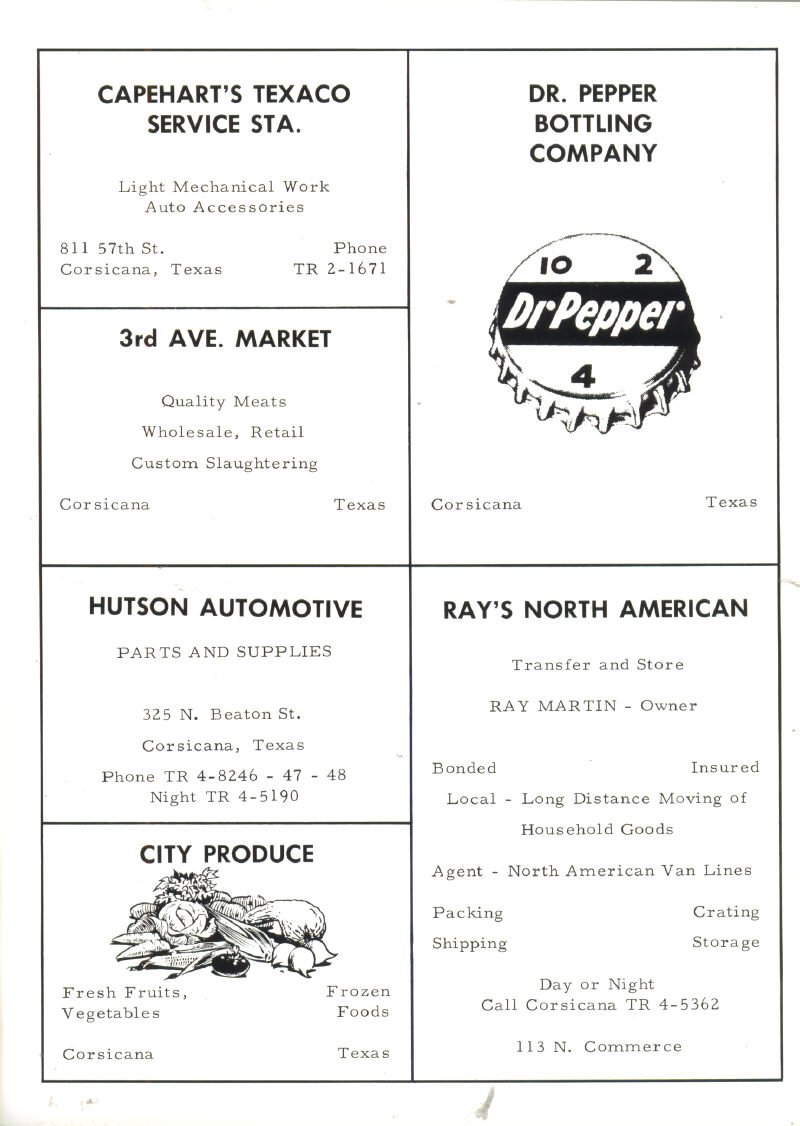 CAPEHART'S TEXACO
SERVICE STA.
Light Mechanical Work
Auto Accessories
811 57th St. Phone
Corsicana, Texas TR 2-1671
3rd AVE. MARKET
Quality Meats
Wholesale, Retail
Custom Slaughtering
Corsicana Texas
HUTSON AUTOMOTIVE
PARTS AND SUPPLIES
325 N. Beaton St.
Corsicana, Texas
Phone TR 4-8246 - 47 - 48
Night TR 4-5190
CITY PRODUCE
Fresh Fruits, Frozen
Vegetables Foods
Corsicana Texas
DR. PEPPER
BOTTLING
COMPANY
10 2
Dr Pepper
4
Corsicana Texas
RAY'S NORTH AMERICAN
Transfer and Store
RAY MARTIN - Owner
Bonded Insured
Local - Long Distance Moving of
Household Goods
Agent - North American Van Lines
Packing Crating
Shipping Storage
Day or Night
Call Corsicana TR 4-5362
113 N. Commerce